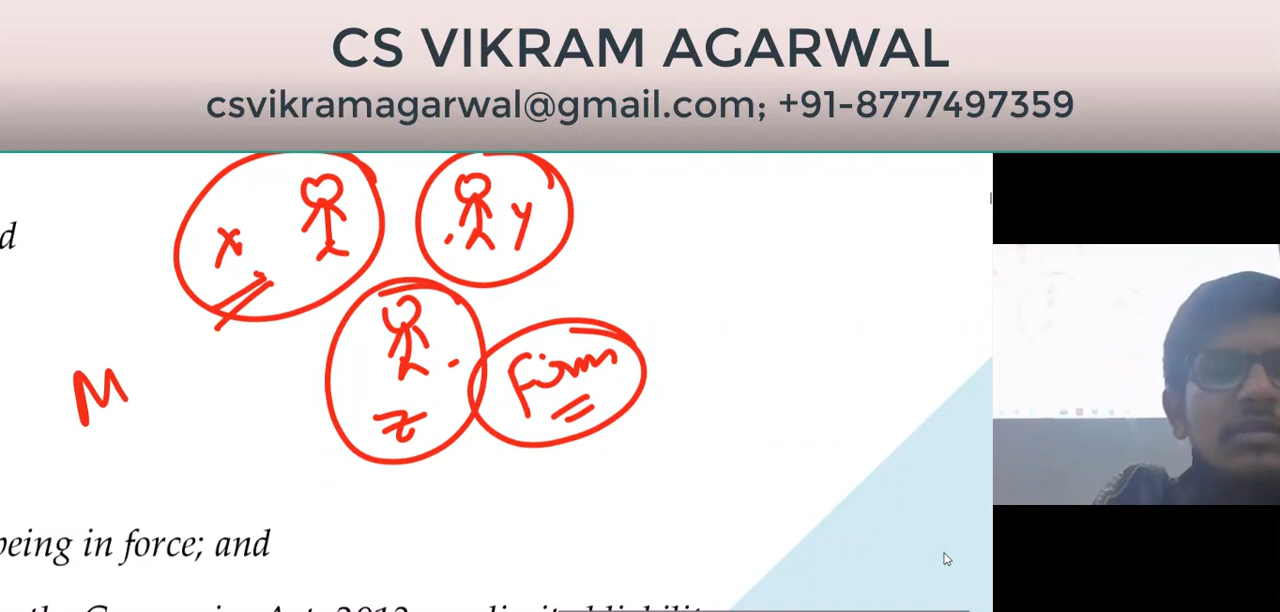 CS VIKRAM AGARWAL
csvikramagarwal@gmail.com; +91-8777497359
d
x
y
Firm
M
z
being in force; and